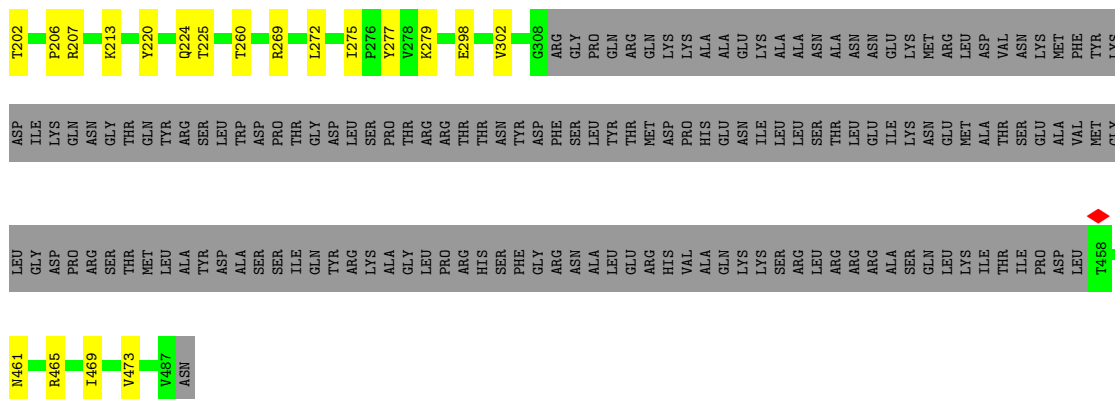 T202 P206 R207 K213 Y220 Q224 T225 T260 R269 L272 I275 P276 Y277 V278 K279 E298 V302 G308 ARG GLY PRO GLN ARG GLN LYS LYS ALA ALA GLU LYS ALA ALA ASN ALA ASN ASN GLU LYS MET ARG LEU ASP VAL ASN LYS MET PHE TYR LYS
ASP ILE LYS GLN ASN GLY THR GLN TYR ARG SER LEU TRP ASP PRO THR GLY ASP LEU SER PRO THR ARG ARG THR THR ASN TYR ASP PHE SER LEU TYR THR MET ASP PRO HIS GLU ASN ILE LEU LEU SER THR LEU GLU ILE LYS ASN GLU MET ALA THR SER GLU ALA VAL MET GLY
LEU GLY ASP PRO ARG SER THR MET LEU ALA TYR ASP ALA SER SER ILE GLN TYR ARG LYS ALA GLY LEU PRO ARG HIS SER PHE GLY ARG ASN ALA LEU GLU ARG HIS VAL ALA GLN LYS LYS SER ARG LEU ARG ARG ARG ALA SER GLN LEU LYS ILE THR ILE PRO ASP LEU T458
N461 R465 I469 V473 V487 ASN